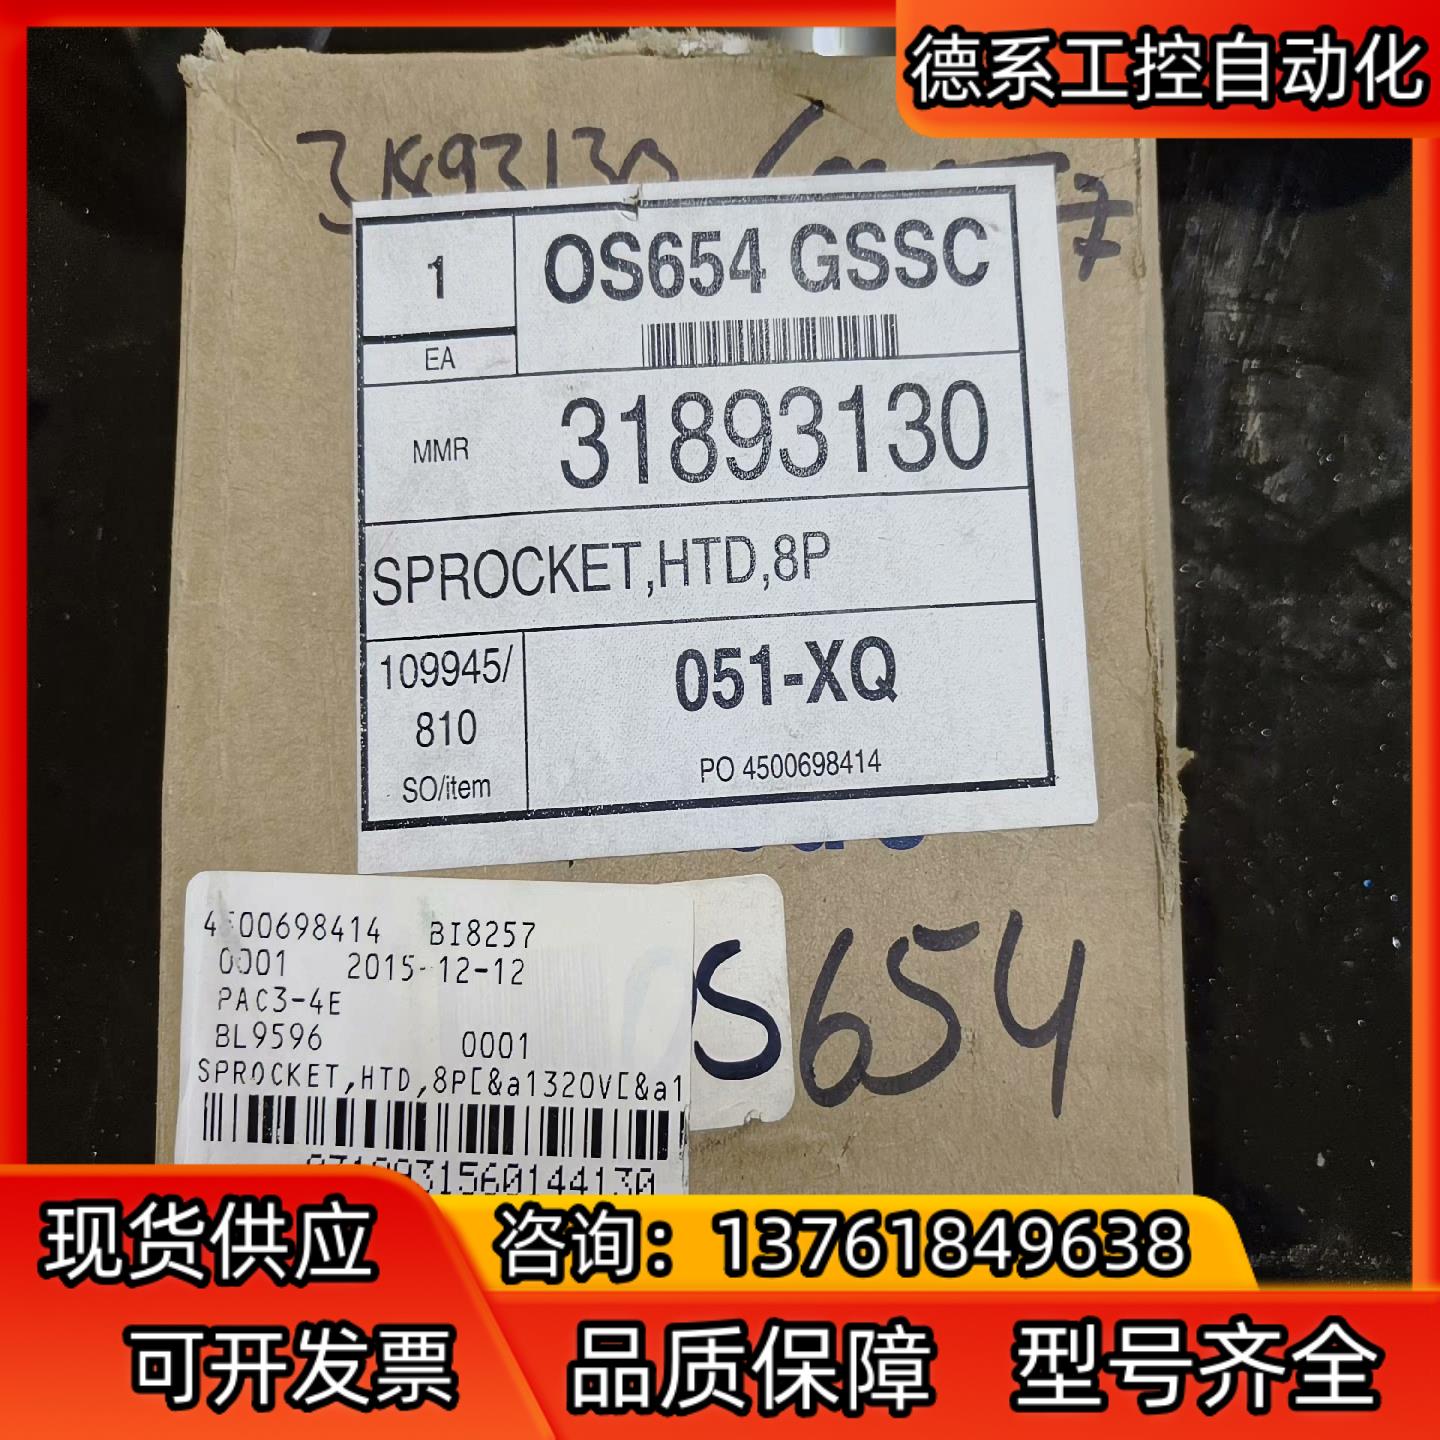 德系工控自动化
31893130
1
OS654 GSSC
EA
MMR
31893130
SPROCKET,HTD,8P
109945/
810
SO/item
051-XQ
PO 4500698414
BI8257
0001 2015-12-12
PAC3-4E
BL9596 0001
SPROCKET,HTD,8P[&a1320V[&a1
OS654
现货供应
咨询：13761849638
可开发票
品质保障
型号齐全